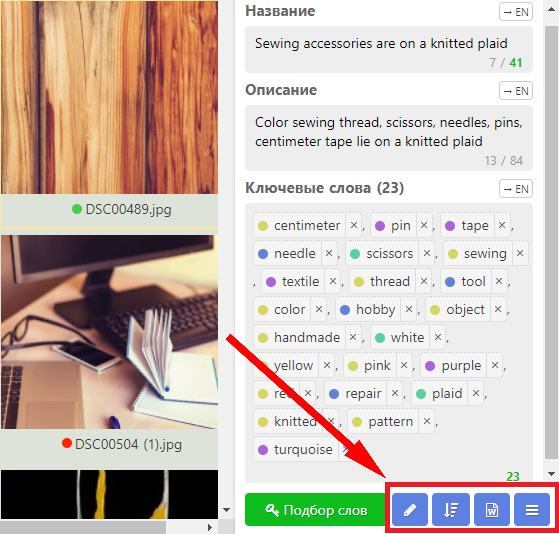 Название
→ EN
Sewing accessories are on a knitted plaid
7 / 41
Описание
→ EN
Color sewing thread, scissors, needles, pins,
centimeter tape lie on a knitted plaid
13 / 84
Ключевые слова (23)
→ EN
centimeter ×, pin ×, tape ×,
needle ×, scissors ×, sewing ×
, textile ×, thread ×, tool ×,
color ×, hobby ×, object ×,
handmade ×, white ×,
yellow ×, pink ×, purple ×,
red ×, repair ×, plaid ×,
knitted ×, pattern ×,
turquoise ×
23
Подбор слов
W
DSC00489.jpg
DSC00504 (1).jpg